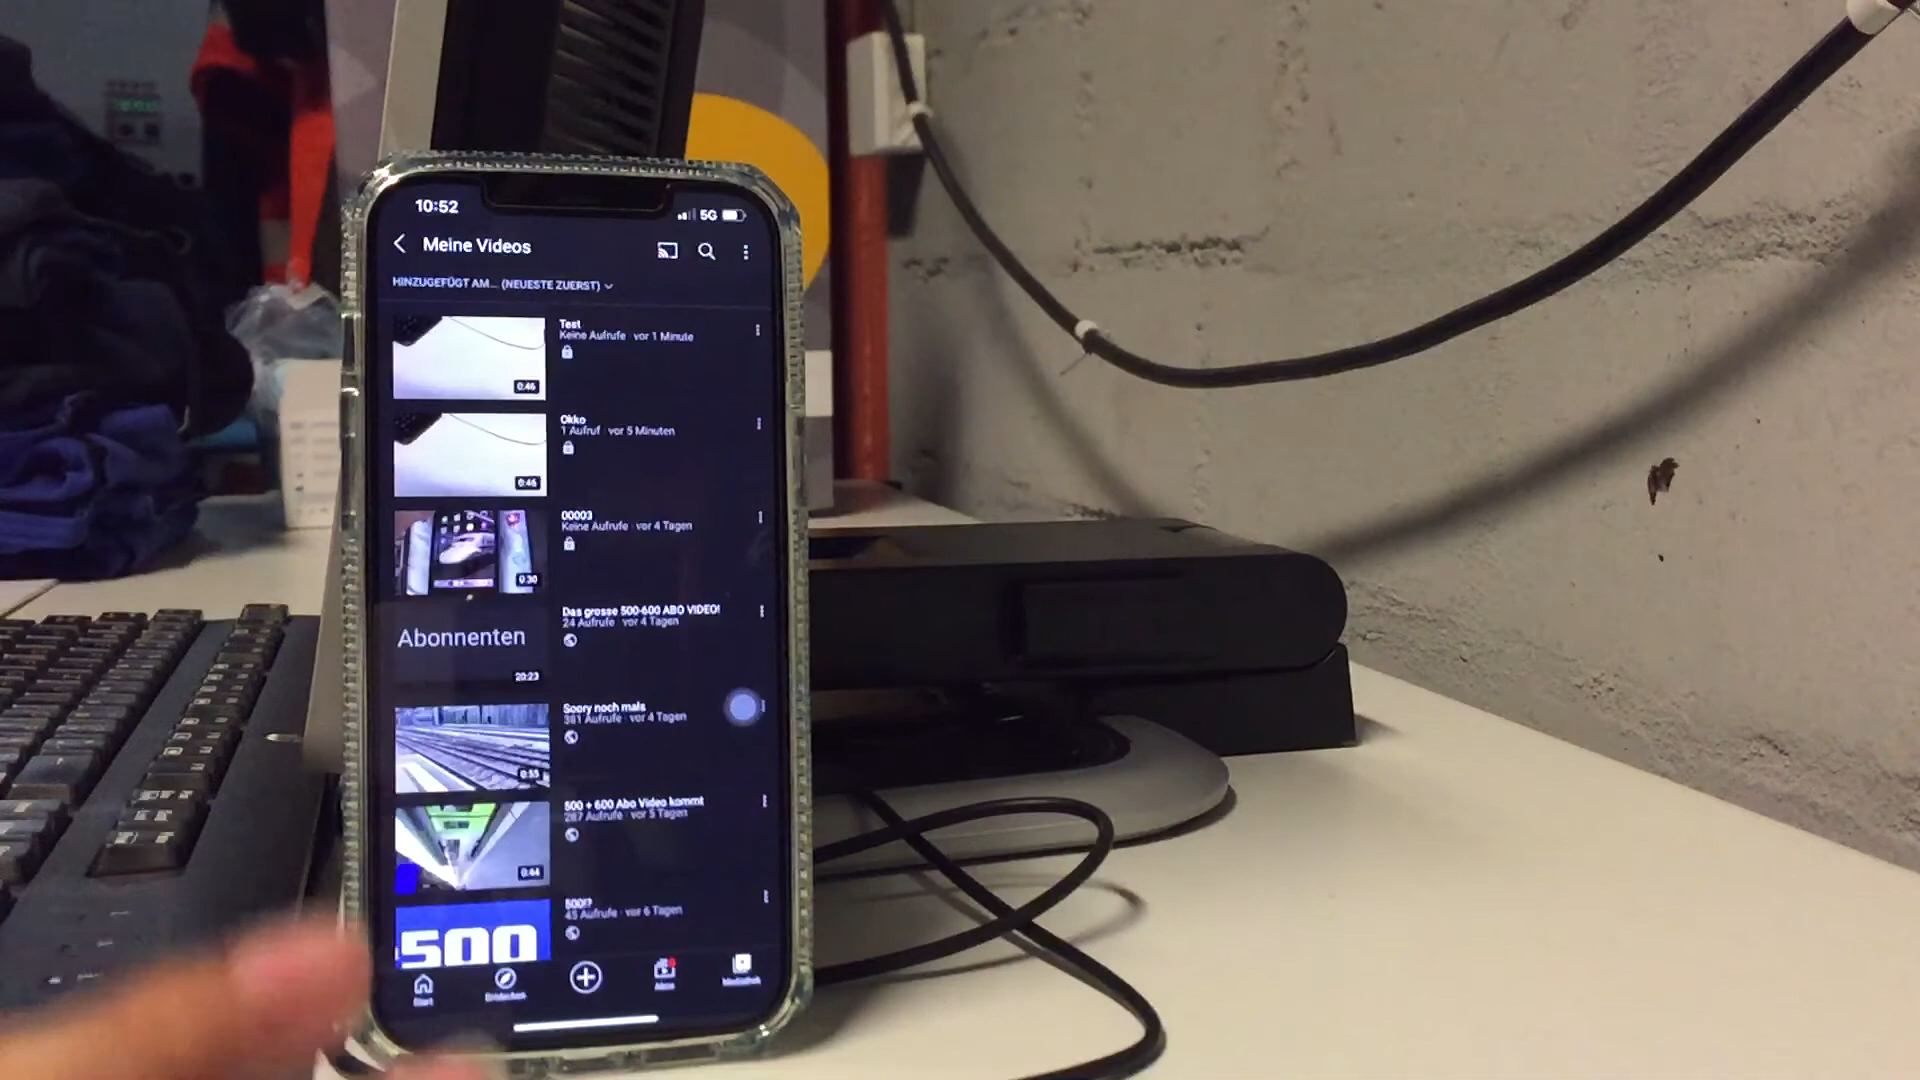 10:52
5G
Meine Videos
HINZUGEFÜGT AM... (NEUESTE ZUERST)
Test
Keine Aufrufe · vor 1 Minute
0:46
Okko
1 Aufruf · vor 5 Minuten
0:46
00003
Keine Aufrufe · vor 4 Tagen
0:30
Das grosse 500-600 ABO VIDEO!
24 Aufrufe · vor 4 Tagen
Abonnenten
20:23
Soory noch mals
381 Aufrufe · vor 4 Tagen
0:55
500 + 600 Abo Video kommt
287 Aufrufe · vor 5 Tagen
0:44
500!?
45 Aufrufe · vor 6 Tagen
500
Start
Entdecken
Abos
Mediathek